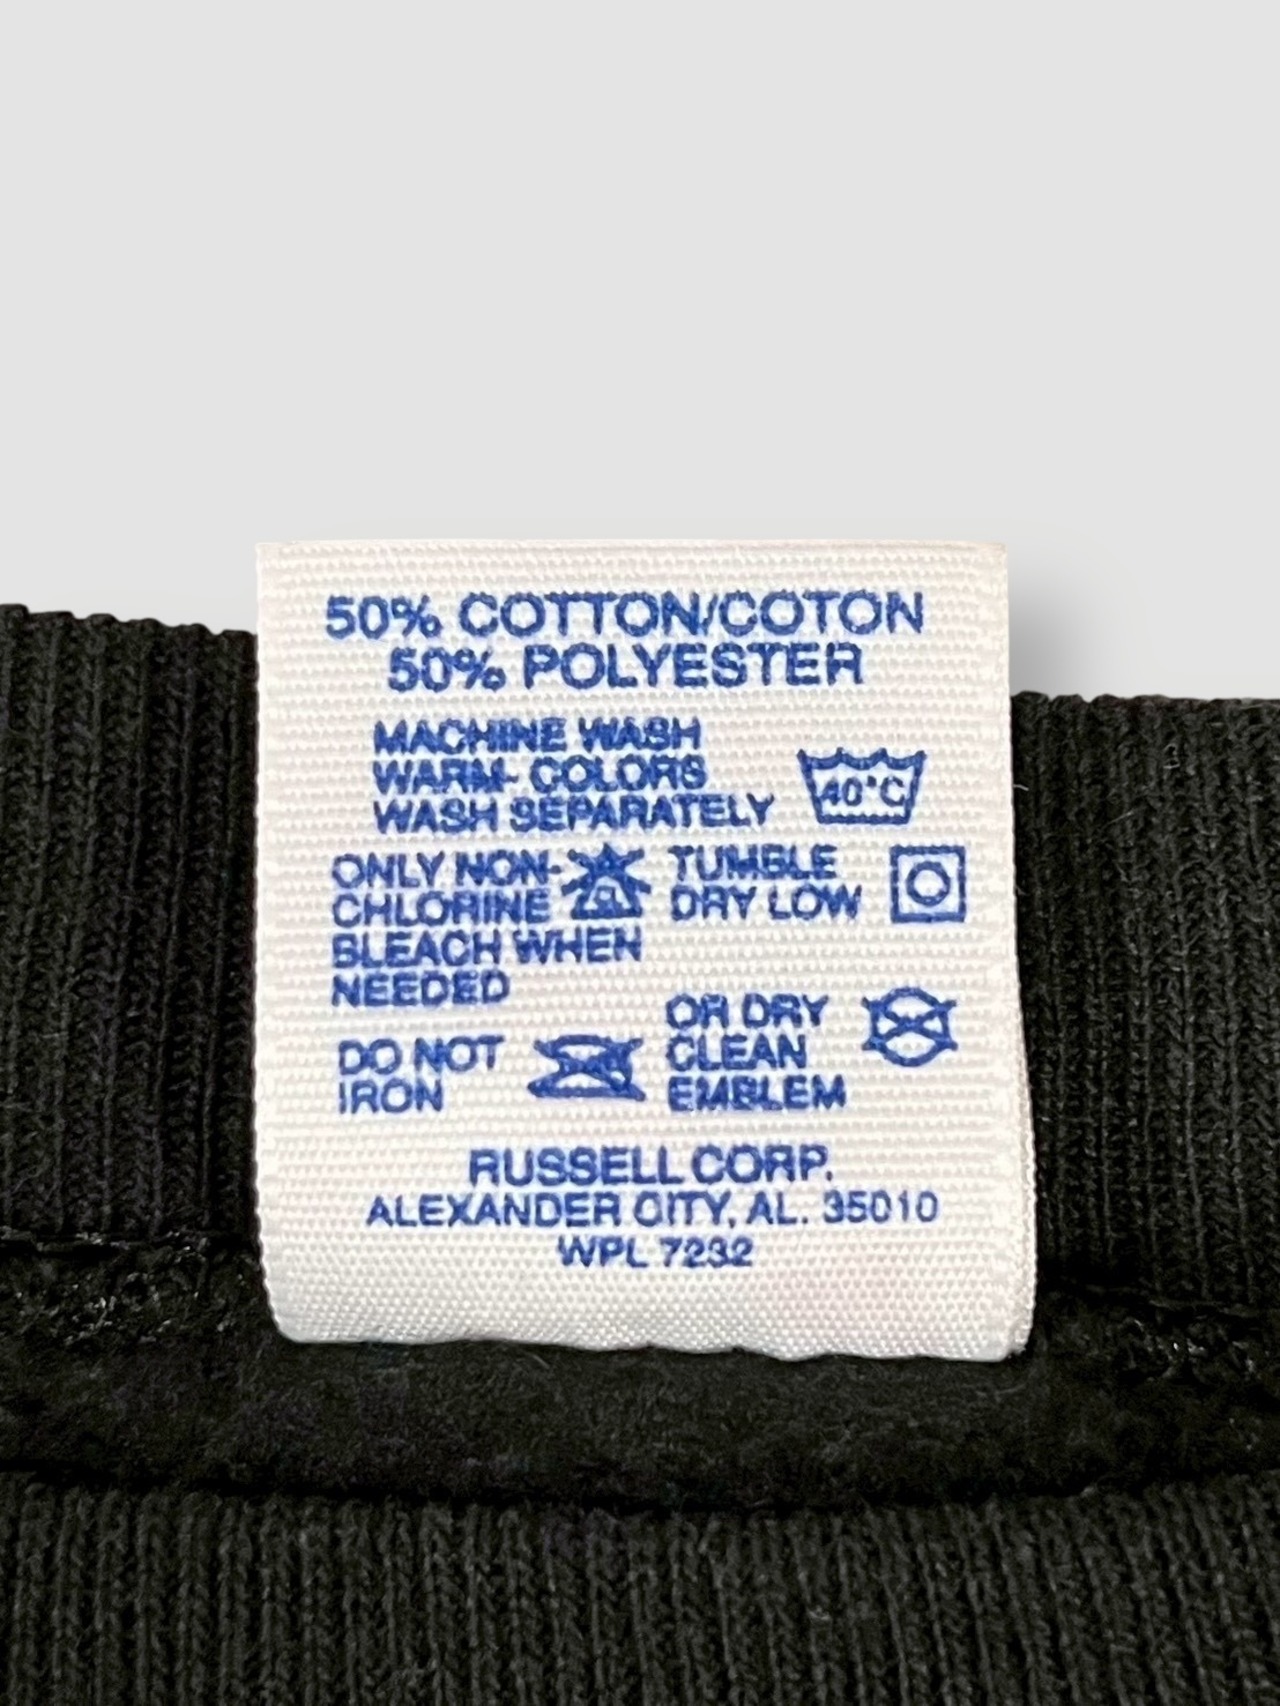 50% COTTON/COTON
50% POLYESTER
MACHINE WASH
WARM- COLORS
WASH SEPARATELY
40°C
ONLY NON-
CHLORINE
BLEACH WHEN
NEEDED
TUMBLE
DRY LOW
DO NOT
IRON
OR DRY
CLEAN
EMBLEM
RUSSELL CORP.
ALEXANDER CITY, AL. 35010
WPL 7232